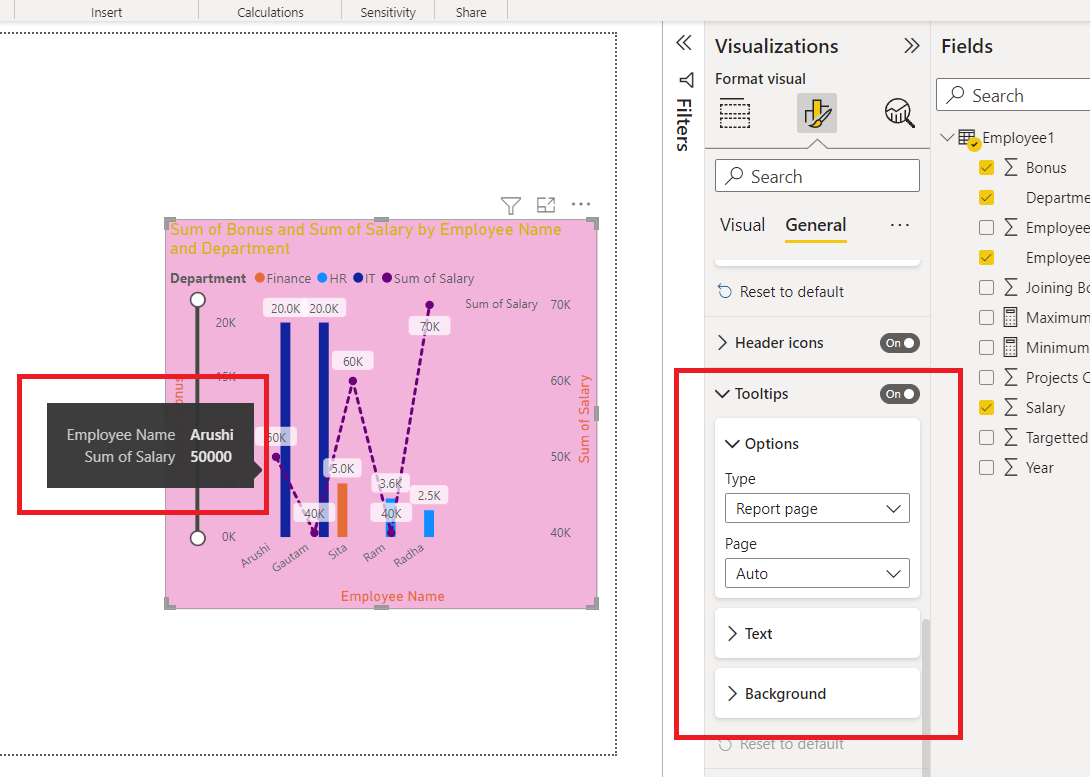 Insert
Calculations
Sensitivity
Share
Sum of Bonus and Sum of Salary by Employee Name
and Department
Department
Finance
HR
IT
Sum of Salary
20K
15K
0K
Bonus
20.0K
20.0K
60K
70K
5.0K
40K
3.6K
40K
2.5K
Sum of Salary
70K
60K
50K
40K
Sum of Salary
Arushi
Gautam
Sita
Ram
Radha
Employee Name
Employee Name Arushi
Sum of Salary 50000
Filters
Visualizations
Format visual
Search
Visual
General
Reset to default
Header icons
On
Tooltips
On
Options
Type
Report page
Page
Auto
Text
Background
Reset to default
Fields
Search
Employee1
Bonus
Departme
Employee
Employee
Joining Bo
Maximum
Minimum
Projects C
Salary
Targetted
Year